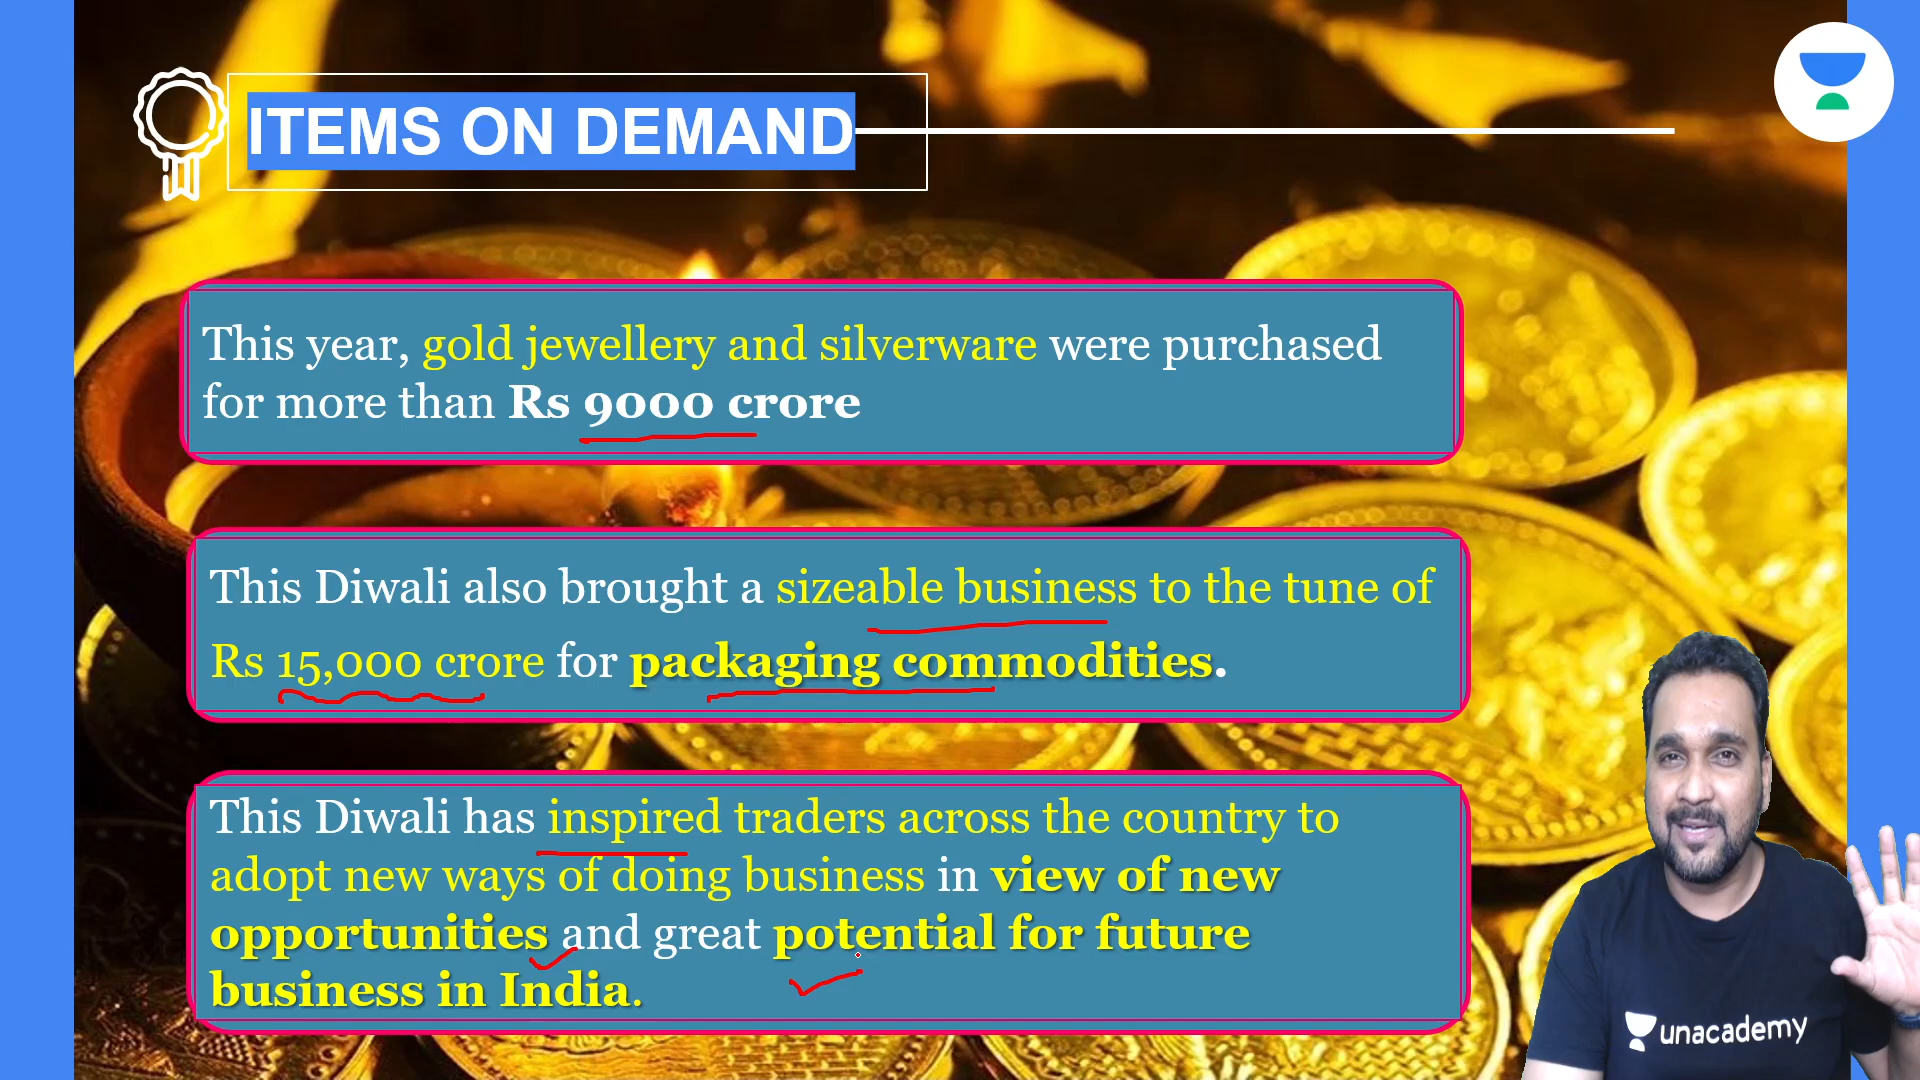 ITEMS ON DEMAND
This year, gold jewellery and silverware were purchased
for more than Rs 9000 crore
This Diwali also brought a sizeable business to the tune of
Rs 15,000 crore for packaging commodities.
This Diwali has inspired traders across the country to
adopt new ways of doing business in view of new
opportunities and great potential for future
business in India.
unacademy